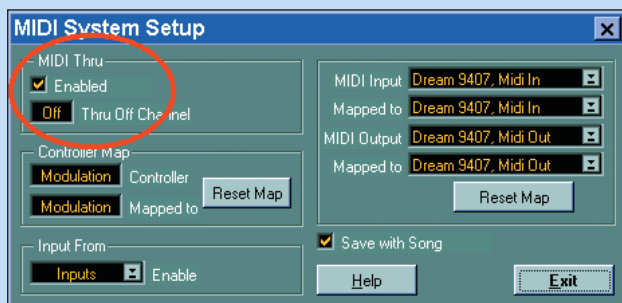 MIDI System Setup
MIDI Thru
Enabled
Off Thru Off Channel
Controller Map
Modulation Controller
Modulation Mapped to
Reset Map
Input From
Inputs Enable
MIDI Input Dream 9407, Midi In
Mapped to Dream 9407, Midi In
MIDI Output Dream 9407, Midi Out
Mapped to Dream 9407, Midi Out
Reset Map
Save with Song
Help Exit